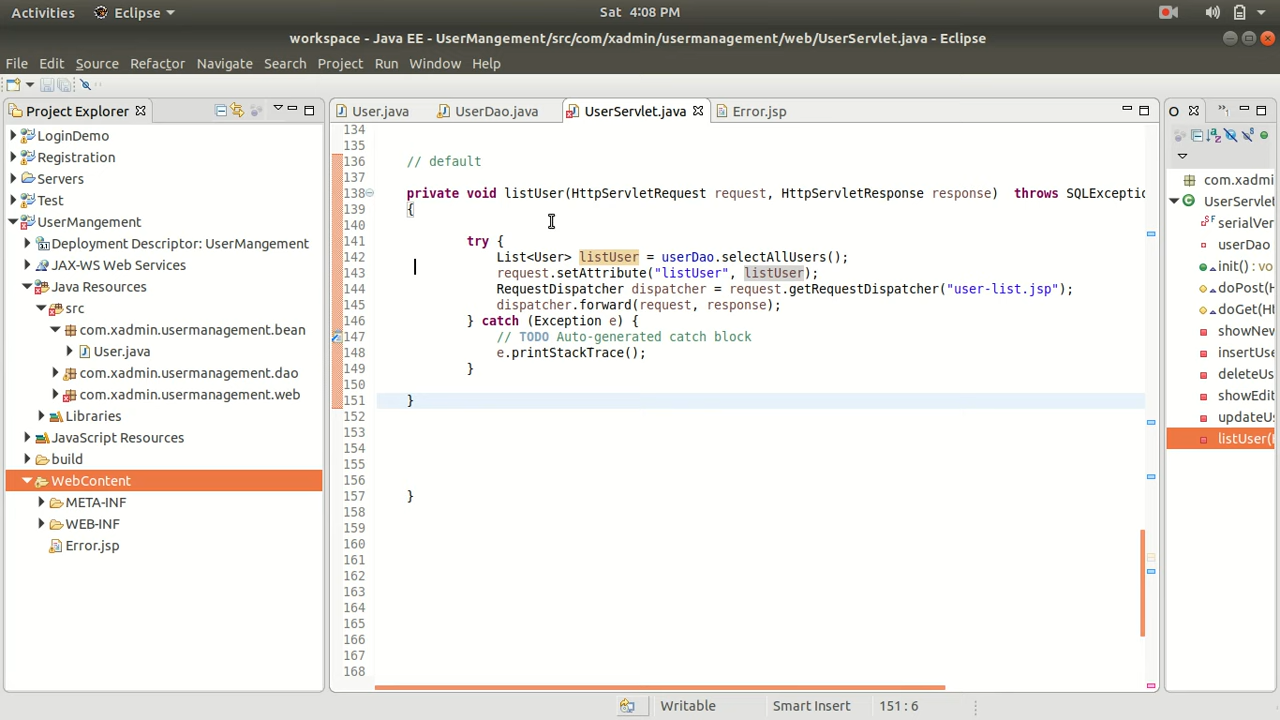 Activities Eclipse Sat 4:08 PM
workspace - Java EE - UserMangement/src/com/xadmin/usermanagement/web/UserServlet.java - Eclipse
File Edit Source Refactor Navigate Search Project Run Window Help
Project Explorer
LoginDemo
Registration
Servers
Test
UserMangement
Deployment Descriptor: UserMangement
JAX-WS Web Services
Java Resources
src
com.xadmin.usermanagement.bean
User.java
com.xadmin.usermanagement.dao
com.xadmin.usermanagement.web
Libraries
JavaScript Resources
build
WebContent
META-INF
WEB-INF
Error.jsp
User.java UserDao.java UserServlet.java Error.jsp
134
135
136 // default
137
138 private void listUser(HttpServletRequest request, HttpServletResponse response) throws SQLExceptio
139 {
140
141 try {
142 List<User> listUser = userDao.selectAllUsers();
143 request.setAttribute("listUser", listUser);
144 RequestDispatcher dispatcher = request.getRequestDispatcher("user-list.jsp");
145 dispatcher.forward(request, response);
146 } catch (Exception e) {
147 // TODO Auto-generated catch block
148 e.printStackTrace();
149 }
150
151 }
152
153
154
155
156
157 }
158
159
160
161
162
163
164
165
166
167
168
O
com.xadmi
UserServlet
serialVer
userDao
init() : vo
doPost(
doGet(H
showNew
insertUse
deleteUs
showEdit
updateUs
listUser(H
Writable Smart Insert 151 : 6